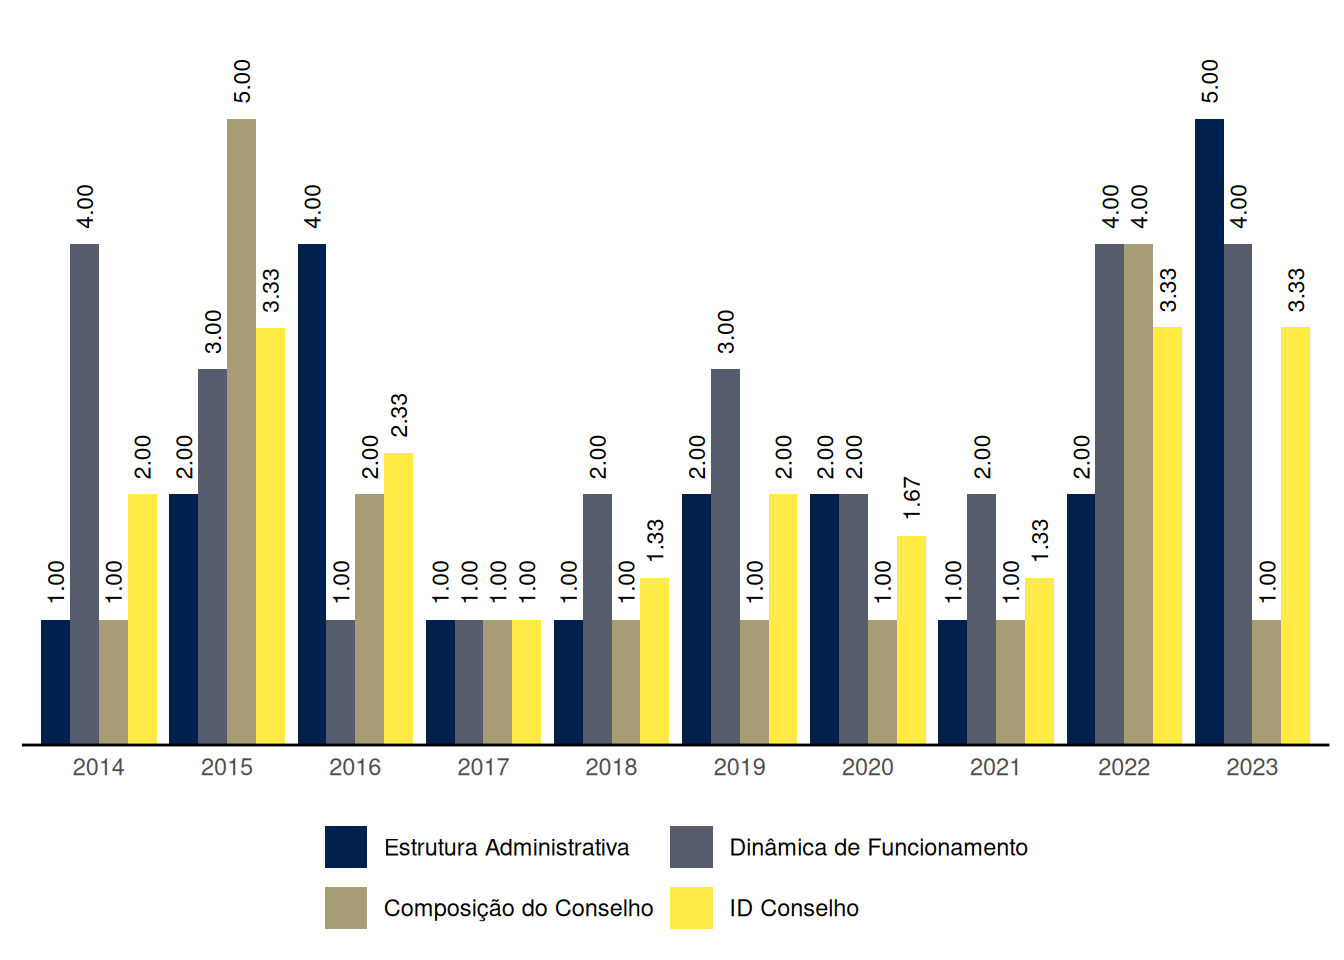 1.00 4.00 1.00 2.00
2.00 3.00 5.00 3.33
4.00 1.00 2.00 2.33
1.00 1.00 1.00 1.00
1.00 2.00 1.00 1.33
2.00 3.00 1.00 2.00
2.00 2.00 1.00 1.67
1.00 2.00 1.00 1.33
2.00 4.00 4.00 3.33
5.00 4.00 1.00 3.33
2014 2015 2016 2017 2018 2019 2020 2021 2022 2023
Estrutura Administrativa Dinâmica de Funcionamento
Composição do Conselho ID Conselho